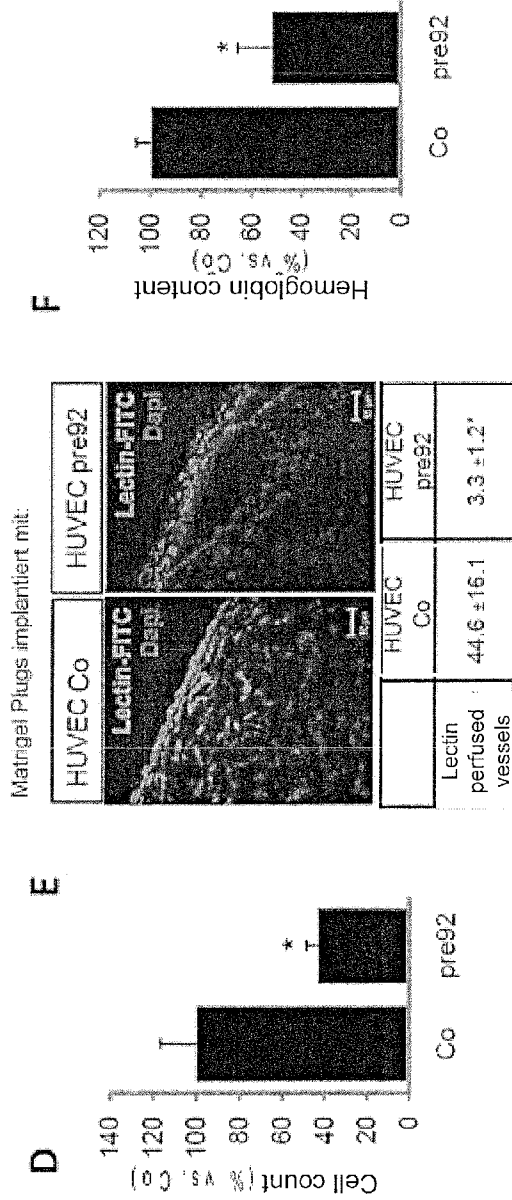 D
Cell count (% vs. Co)
140
120
100
80
60
40
20
0
*
Co
pre92
E
Matrigel Plugs implantiert mit:
HUVEC Co
HUVEC pre92
Lectin-FITC
Dapi
Lectin-FITC
Dapi
HUVEC
Co
HUVEC
pre92
Lectin
perfused
vessels
44.6 ±16.1
3.3 ±1.2*
F
Hemoglobin content
(% vs. Co)
120
100
80
60
40
20
0
*
Co
pre92